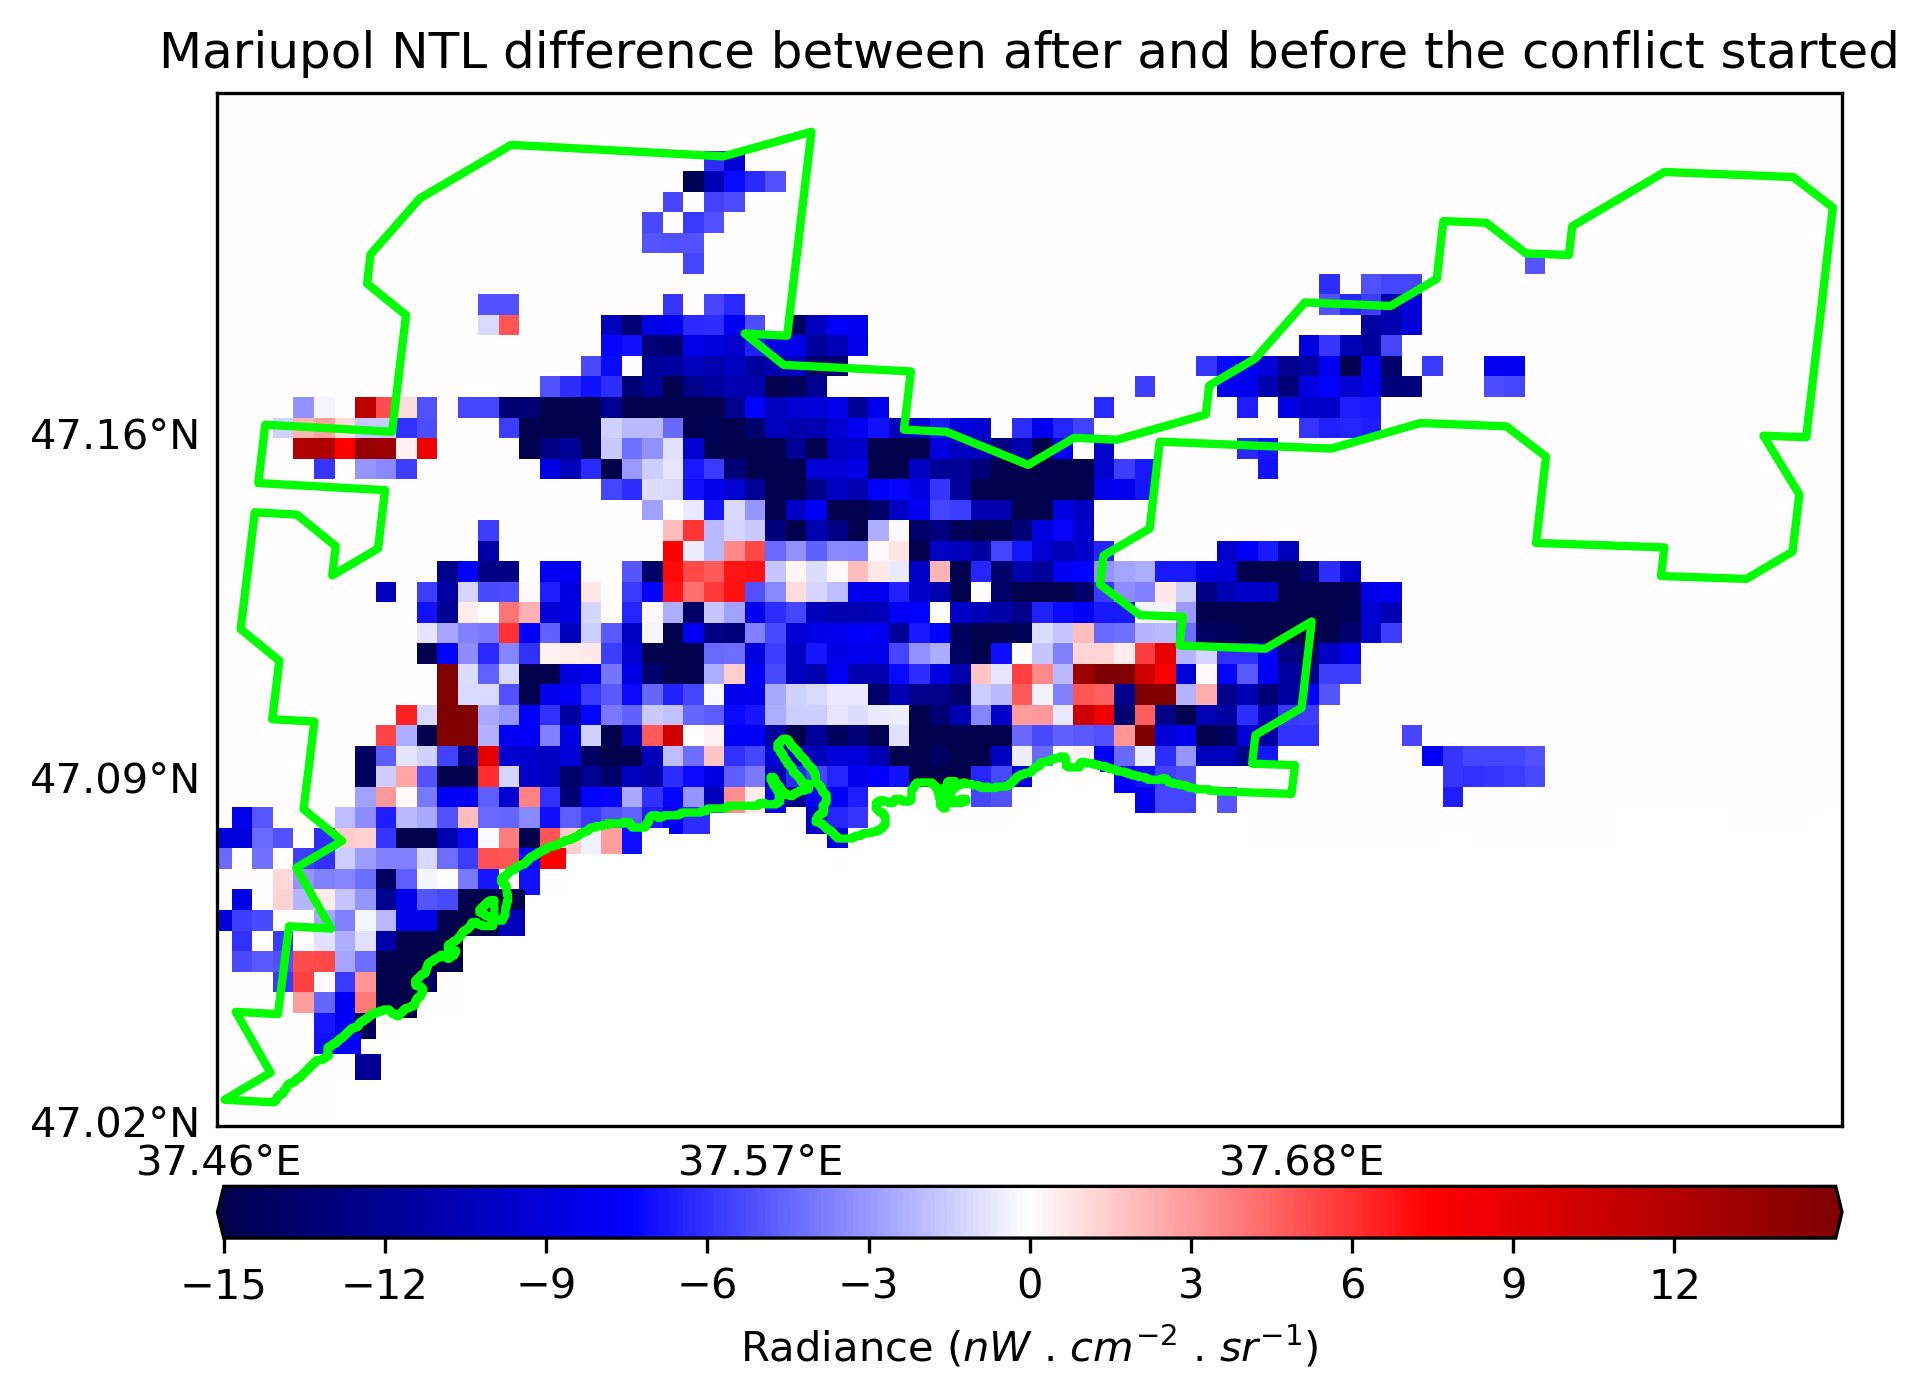 Mariupol NTL difference between after and before the conflict started
47.16°N
47.09°N
47.02°N
37.46°E 37.57°E 37.68°E
−15 −12 −9 −6 −3 0 3 6 9 12
Radiance (nW . cm⁻² . sr⁻¹)